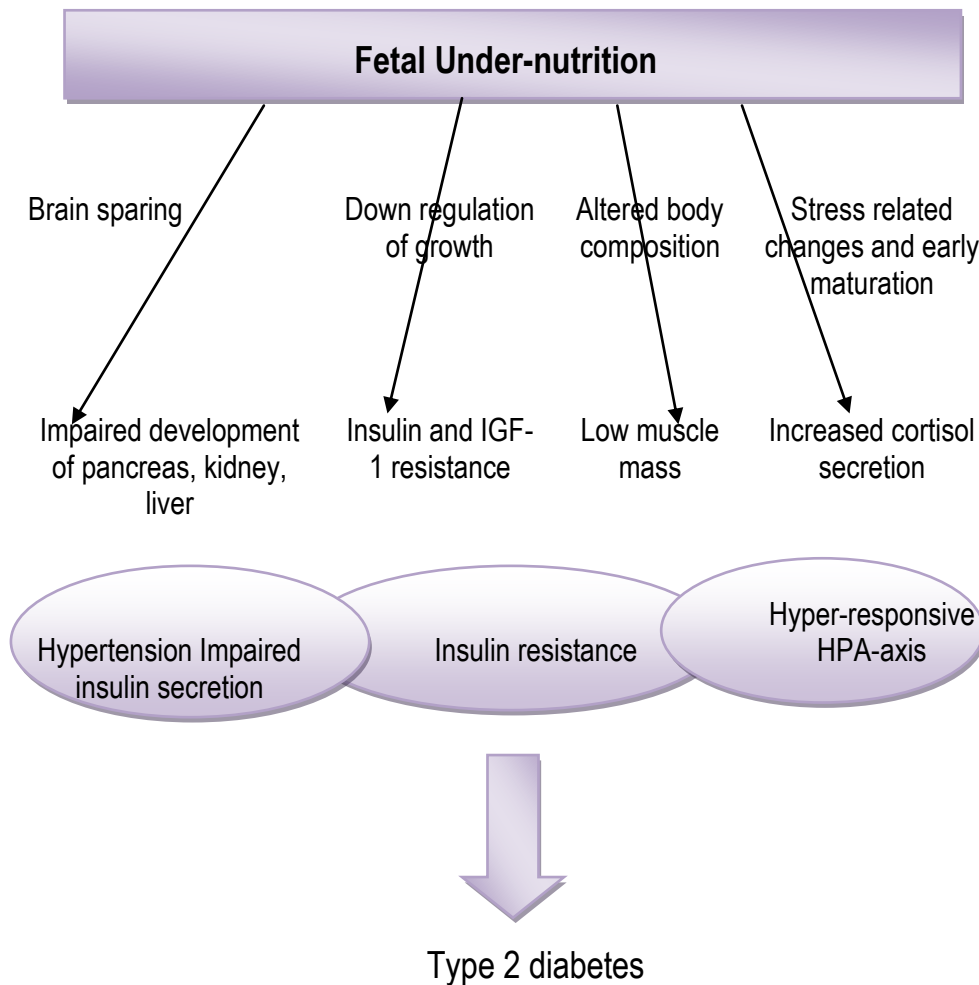 Fetal Under-nutrition
Brain sparing
Down regulation
of growth
Altered body
composition
Stress related
changes and early
maturation
Impaired development
of pancreas, kidney,
liver
Insulin and IGF-
1 resistance
Low muscle
mass
Increased cortisol
secretion
Hypertension Impaired
insulin secretion
Insulin resistance
Hyper-responsive
HPA-axis
Type 2 diabetes